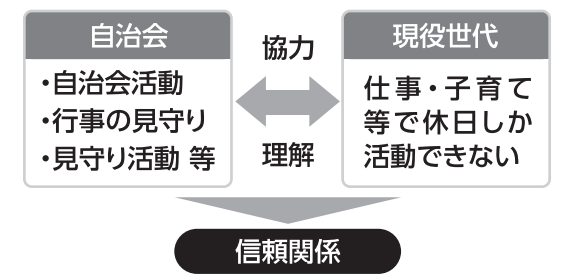 自治会
・自治会活動
・行事の見守り
・見守り活動 等
協力
理解
現役世代
仕事・子育て
等で休日しか
活動できない
信頼関係